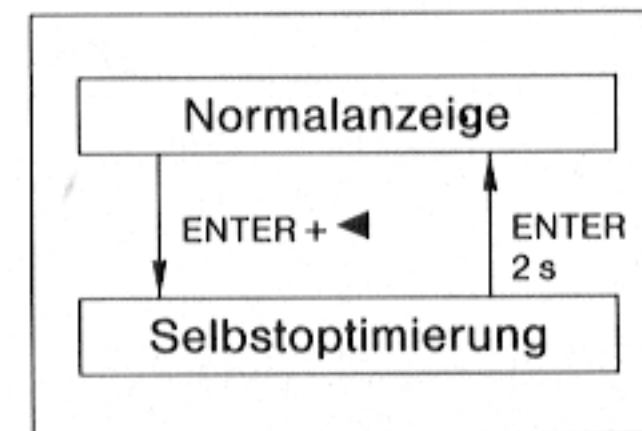 Normalanzeige
ENTER + ◀
ENTER
2 s
Selbstoptimierung